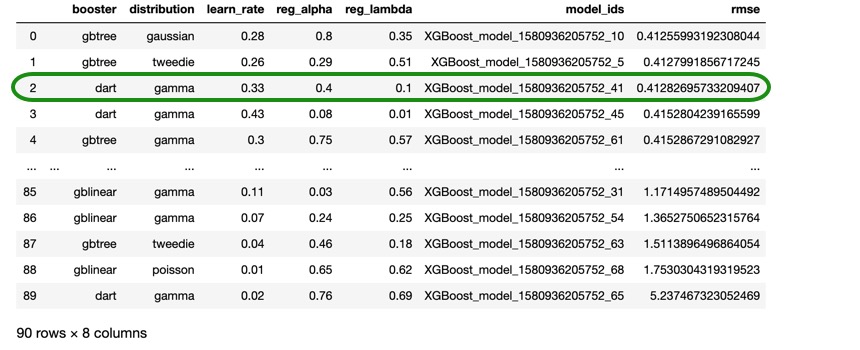 booster distribution learn_rate reg_alpha reg_lambda model_ids rmse
0 gbtree gaussian 0.28 0.8 0.35 XGBoost_model_1580936205752_10 0.41255993192308044
1 gbtree tweedie 0.26 0.29 0.51 XGBoost_model_1580936205752_5 0.4127991856717245
2 dart gamma 0.33 0.4 0.1 XGBoost_model_1580936205752_41 0.41282695733209407
3 dart gamma 0.43 0.08 0.01 XGBoost_model_1580936205752_45 0.4152804239165599
4 gbtree gamma 0.3 0.75 0.57 XGBoost_model_1580936205752_61 0.4152867291082927
... ... ... ... ... ... ... ... ...
85 gblinear gamma 0.11 0.03 0.56 XGBoost_model_1580936205752_31 1.1714957489504492
86 gblinear gamma 0.07 0.24 0.25 XGBoost_model_1580936205752_54 1.3652750652315764
87 gbtree tweedie 0.04 0.46 0.18 XGBoost_model_1580936205752_63 1.5113896496864054
88 gblinear poisson 0.01 0.65 0.62 XGBoost_model_1580936205752_68 1.7530304319319523
89 dart gamma 0.02 0.76 0.69 XGBoost_model_1580936205752_65 5.237467323052469
90 rows × 8 columns